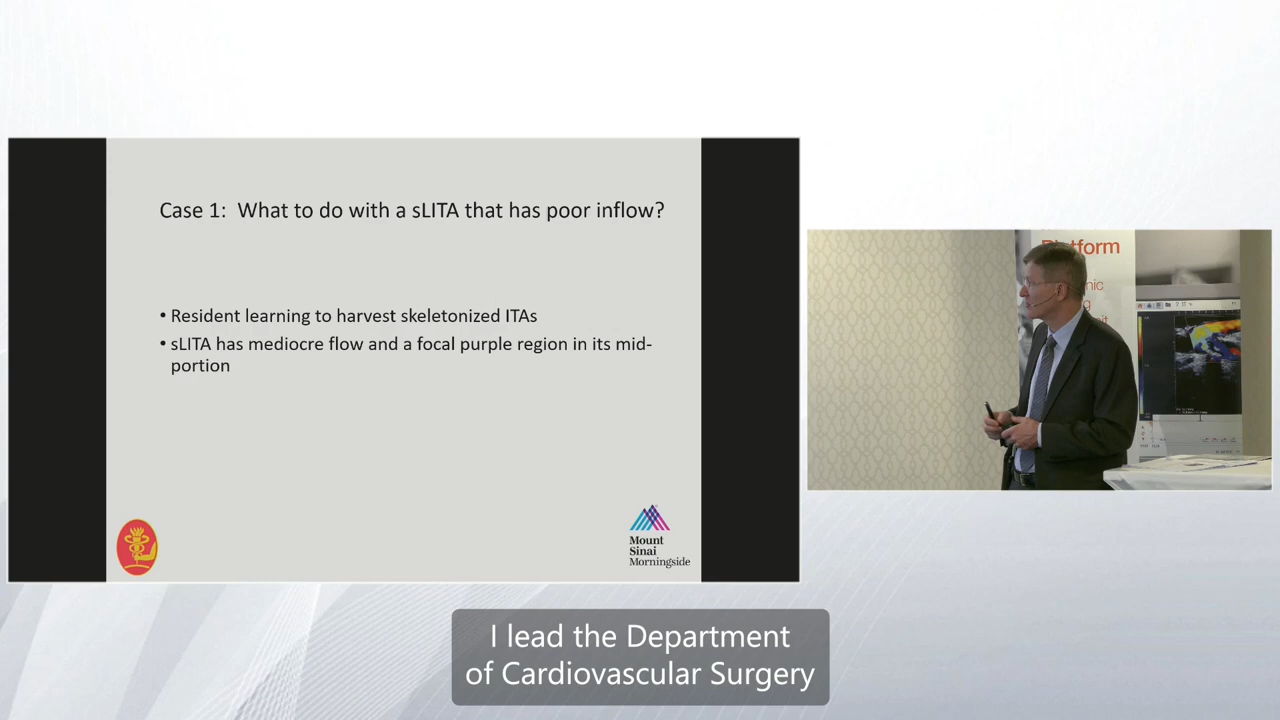 Case 1:  What to do with a sLITA that has poor inflow?
• Resident learning to harvest skeletonized ITAs
• sLITA has mediocre flow and a focal purple region in its mid-
portion
Mount
Sinai
Morningside
I lead the Department
of Cardiovascular Surgery